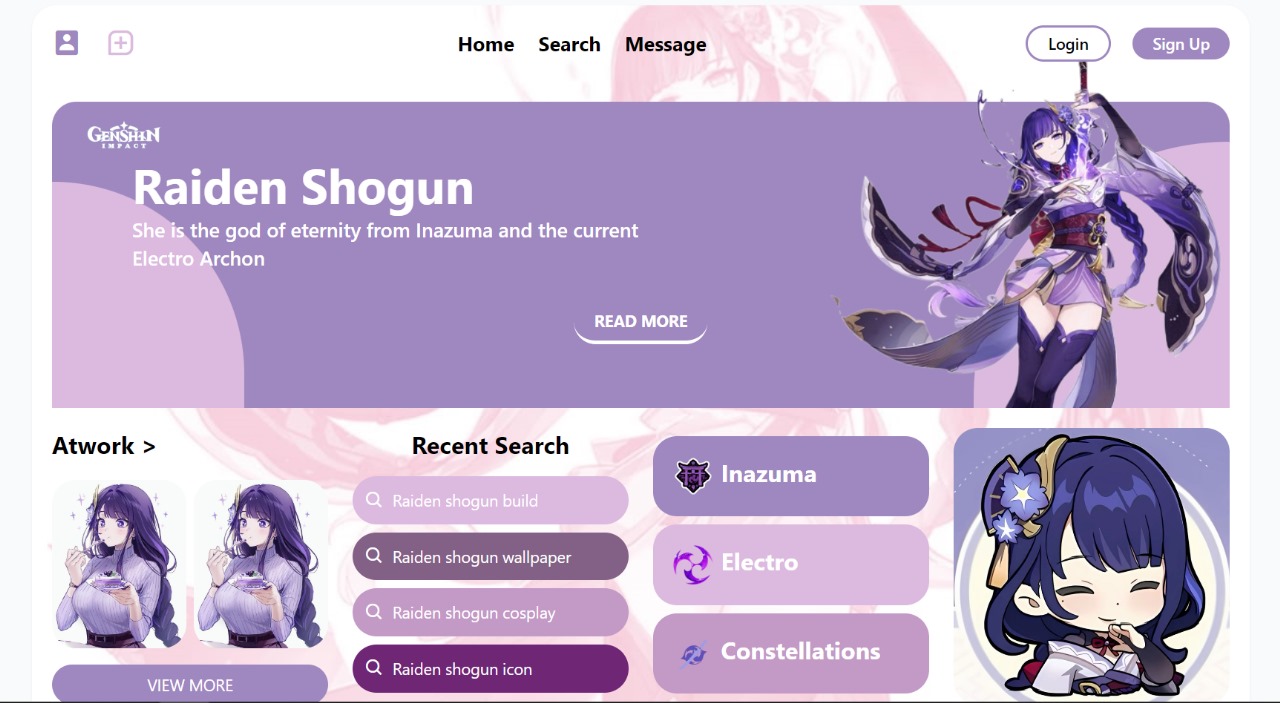 Home Search Message
Login
Sign Up
GENSHIN
IMPACT
Raiden Shogun
She is the god of eternity from Inazuma and the current
Electro Archon
READ MORE
Atwork >
VIEW MORE
Recent Search
Raiden shogun build
Raiden shogun wallpaper
Raiden shogun cosplay
Raiden shogun icon
Inazuma
Electro
Constellations